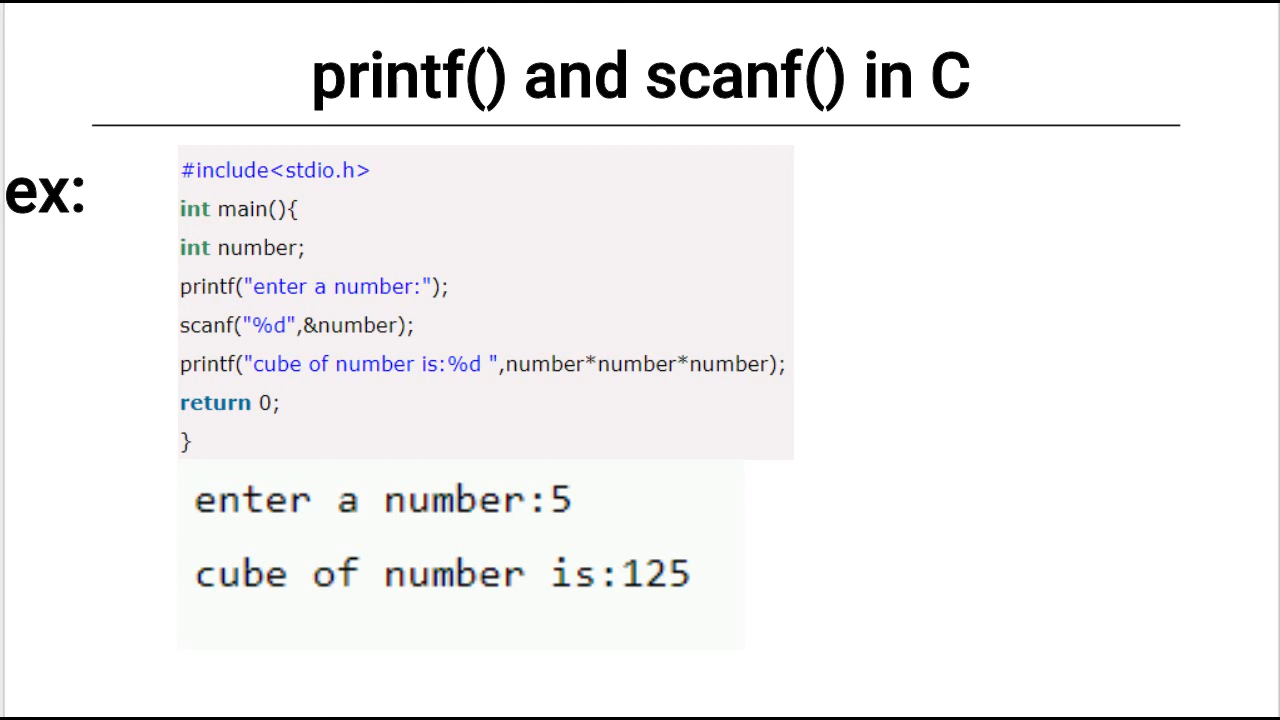 printf() and scanf() in C
ex:
#include<stdio.h>
int main(){
int number;
printf("enter a number:");
scanf("%d",&number);
printf("cube of number is:%d ",number*number*number);
return 0;
}
enter a number:5
cube of number is:125